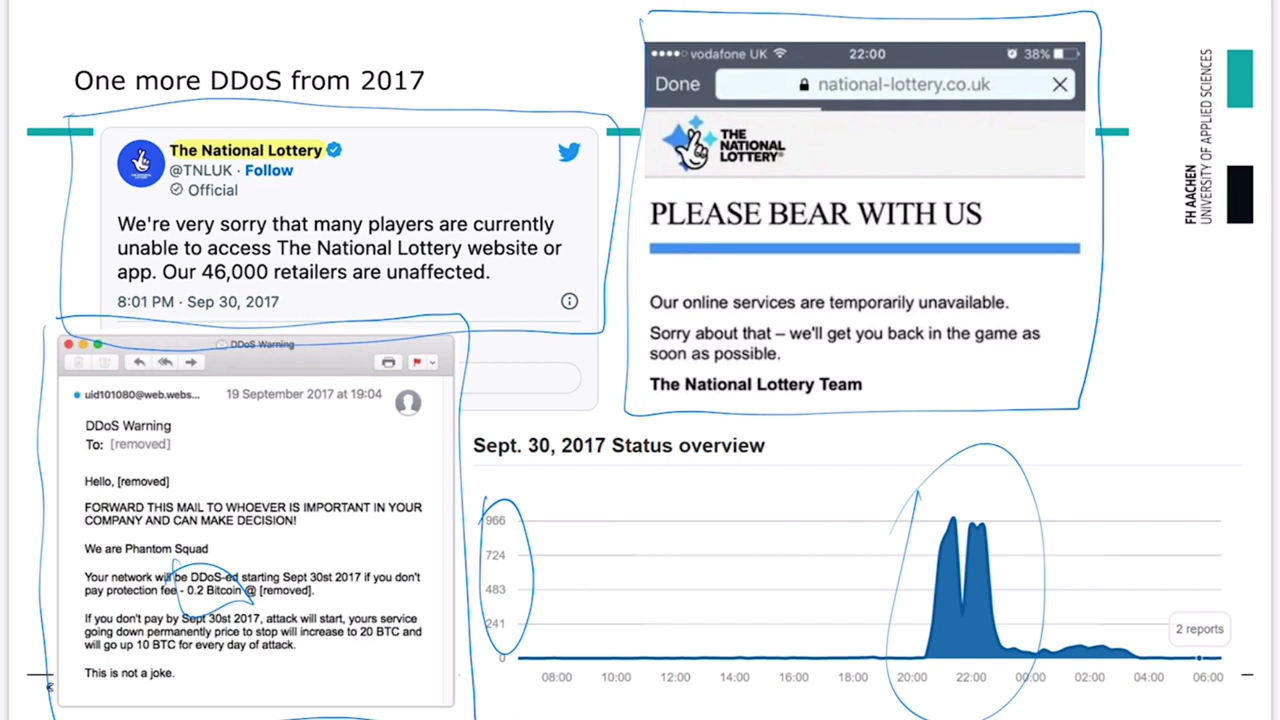 One more DDoS from 2017
The National Lottery
@TNLUK · Follow
Official
We're very sorry that many players are currently
unable to access The National Lottery website or
app. Our 46,000 retailers are unaffected.
8:01 PM · Sep 30, 2017
vodafone UK
22:00
38%
Done
national-lottery.co.uk
THE
NATIONAL
LOTTERY®
PLEASE BEAR WITH US
Our online services are temporarily unavailable.
Sorry about that – we'll get you back in the game as
soon as possible.
The National Lottery Team
FH AACHEN
UNIVERSITY OF APPLIED SCIENCES
DDoS Warning
uid101080@web.webs...
19 September 2017 at 19:04
DDoS Warning
To: [removed]
Hello, [removed]
FORWARD THIS MAIL TO WHOEVER IS IMPORTANT IN YOUR
COMPANY AND CAN MAKE DECISION!
We are Phantom Squad
Your network will be DDoS-ed starting Sept 30st 2017 if you don't
pay protection fee - 0.2 Bitcoin @ [removed].
If you don't pay by Sept 30st 2017, attack will start, yours service
going down permanently price to stop will increase to 20 BTC and
will go up 10 BTC for every day of attack.
This is not a joke.
Sept. 30, 2017 Status overview
966
724
483
241
0
2 reports
08:00 10:00 12:00 14:00 16:00 18:00 20:00 22:00 00:00 02:00 04:00 06:00